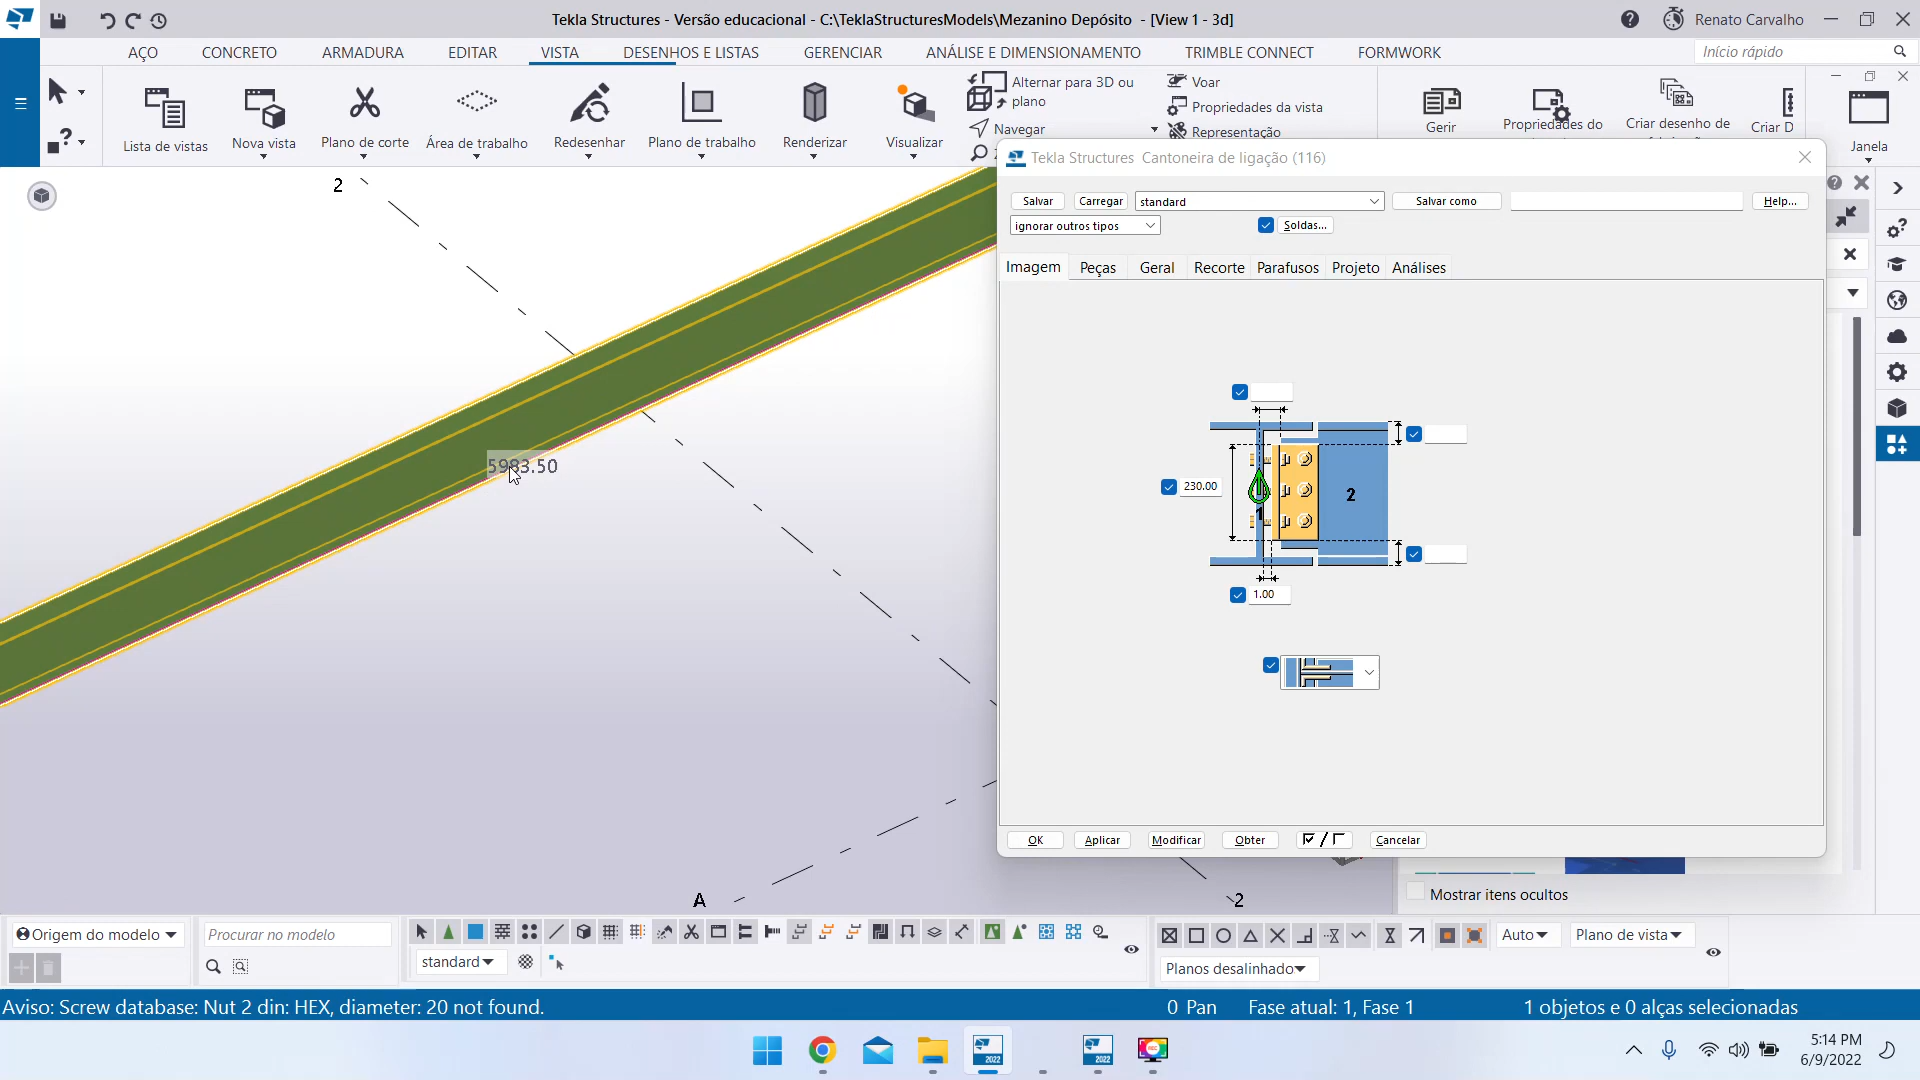 Tekla Structures - Versão educacional - C:\TeklaStructuresModels\Mezanino Depósito - [View 1 - 3d]
Renato Carvalho
AÇO CONCRETO ARMADURA EDITAR VISTA DESENHOS E LISTAS GERENCIAR ANÁLISE E DIMENSIONAMENTO TRIMBLE CONNECT FORMWORK
Início rápido
Lista de vistas
Nova vista
Plano de corte
Área de trabalho
Redesenhar
Plano de trabalho
Renderizar
Visualizar
Alternar para 3D ou
plano
Navegar
Voar
Propriedades da vista
Representação
Gerir
Propriedades do
Criar desenho de
Criar D
Janela
Tekla Structures Cantoneira de ligação (116)
Salvar
Carregar
standard
Salvar como
Help...
ignorar outros tipos
Soldas...
Imagem Peças Geral Recorte Parafusos Projeto Análises
230.00
1
2
1.00
OK Aplicar Modificar Obter Cancelar
2
5983.50
A
2
Mostrar itens ocultos
Origem do modelo
Procurar no modelo
standard
Auto
Plano de vista
Planos desalinhado
Aviso: Screw database: Nut 2 din: HEX, diameter: 20 not found.
0 Pan
Fase atual: 1, Fase 1
1 objetos e 0 alças selecionadas
2022
2022
5:14 PM
6/9/2022